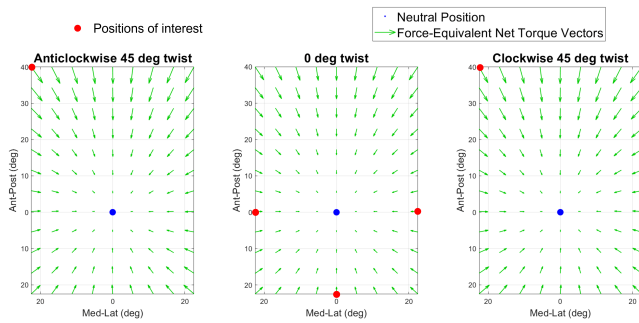 Positions of interest
Neutral Position
Force-Equivalent Net Torque Vectors
Anticlockwise 45 deg twist
0 deg twist
Clockwise 45 deg twist
40
30
20
10
0
10
20
Ant-Post (deg)
20 0 20
Med-Lat (deg)
40
30
20
10
0
10
20
Ant-Post (deg)
20 0 20
Med-Lat (deg)
40
30
20
10
0
10
20
Ant-Post (deg)
20 0 20
Med-Lat (deg)